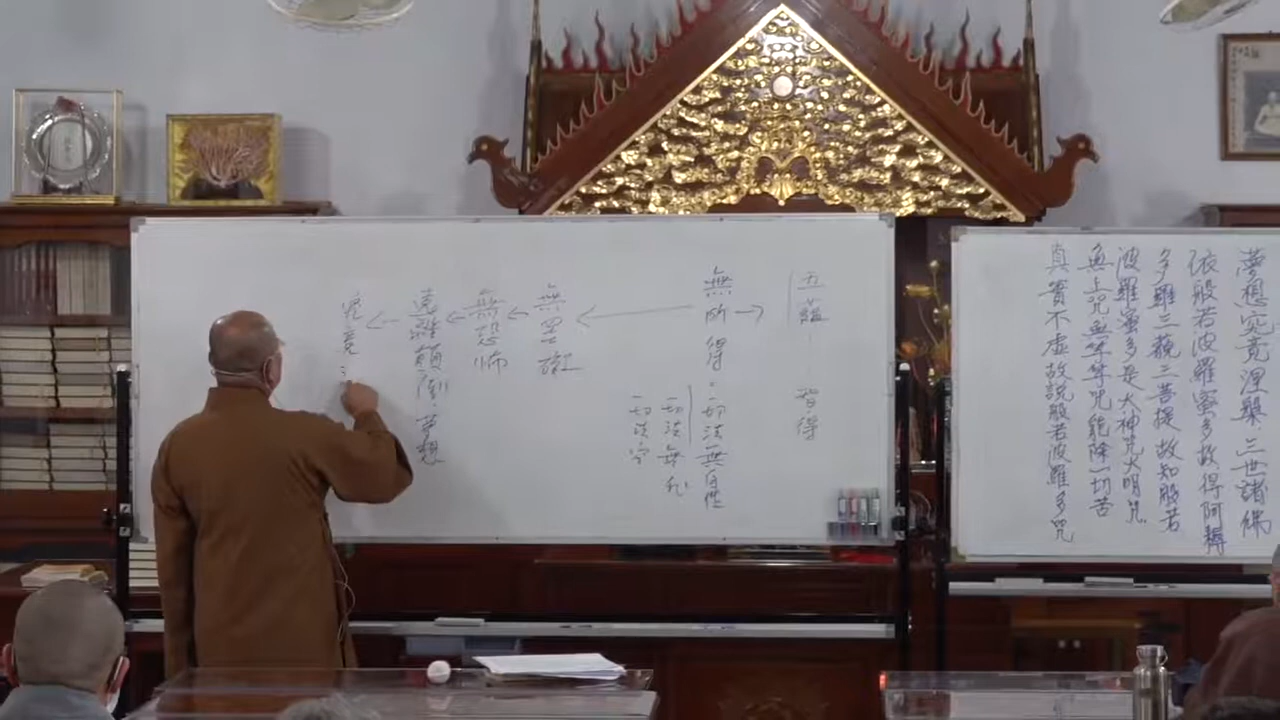 夢想究竟涅槃三世諸佛
依般若波羅蜜多故得阿耨
多羅三藐三菩提故知般若
波羅蜜多是大神咒大明咒
無上咒無等等咒能除一切苦
真實不虛故說般若波羅多咒
五蘊 智得
無所得：一切法無自性
一切法無我
一切法空
無罣礙
無恐怖
遠離顛倒夢想
究竟